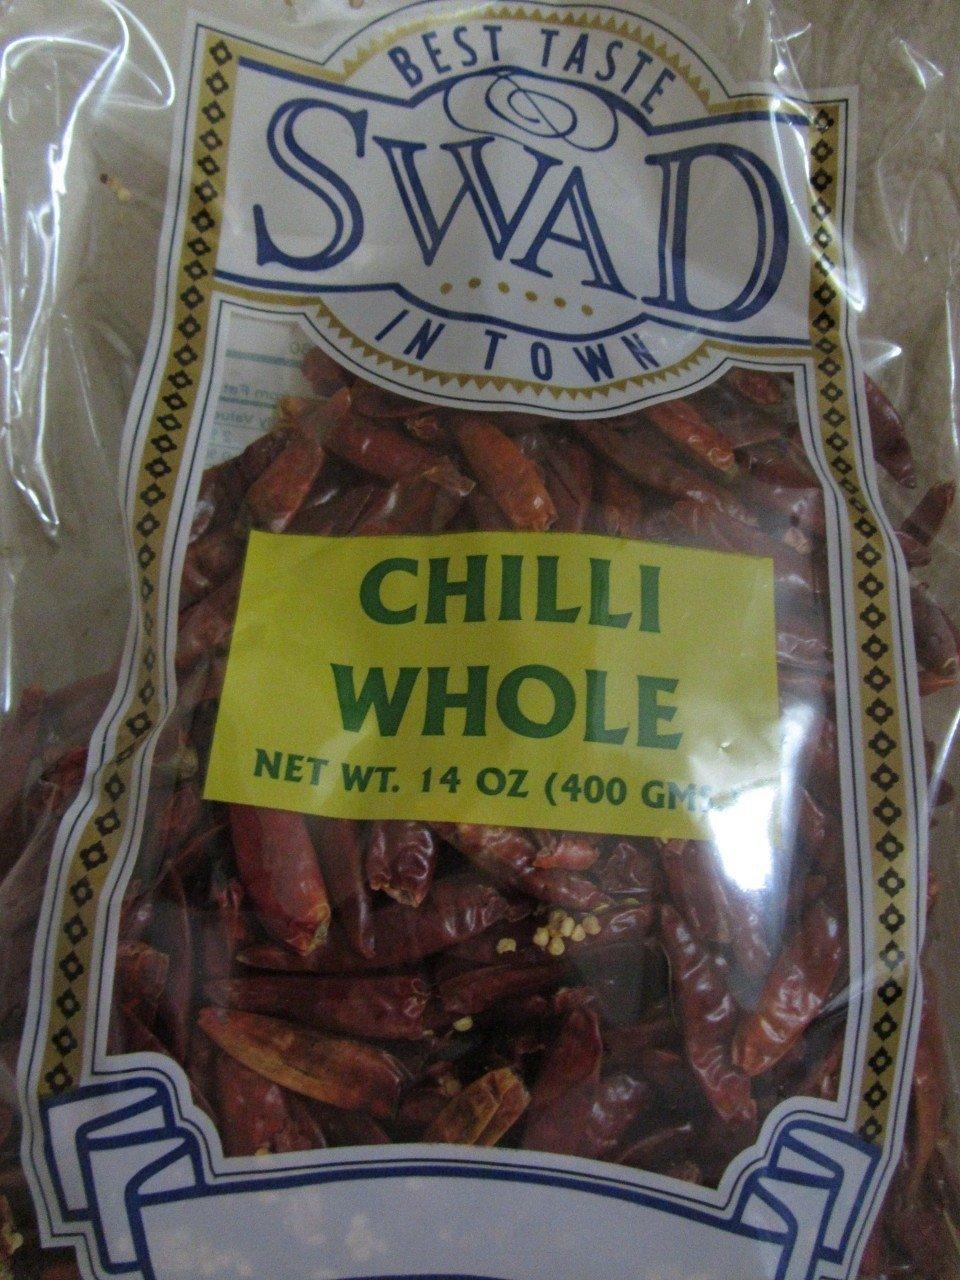 BEST TASTE
SWAD
IN TOWN
CHILLI
WHOLE
NET WT. 14 OZ (400 GMS